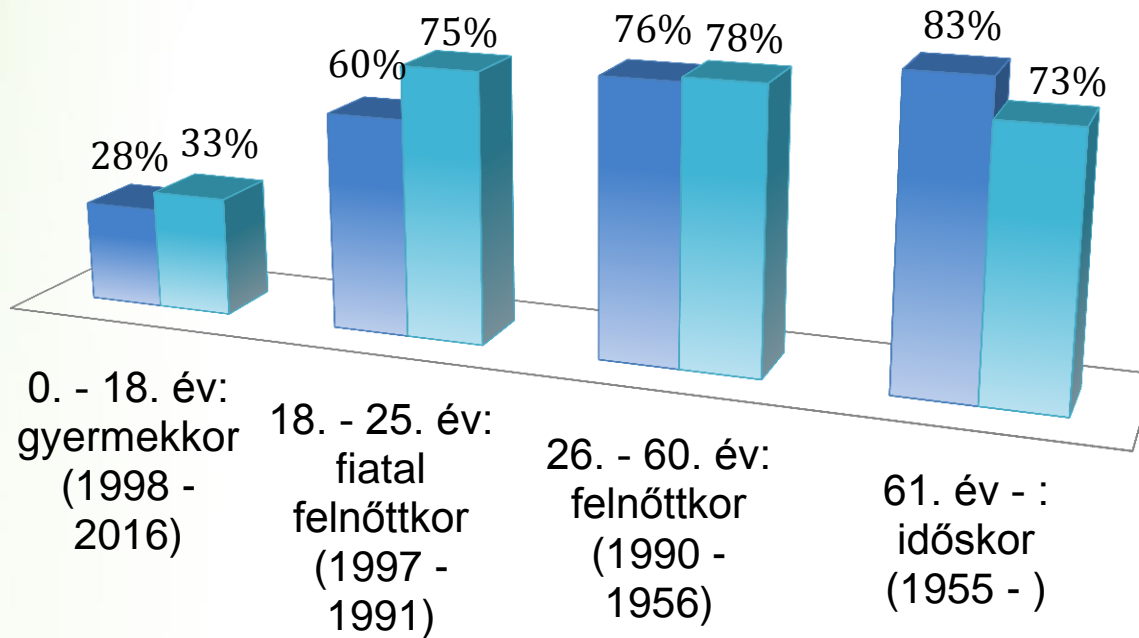 28%
33%
60%
75%
76%
78%
83%
73%
0. - 18. év:
gyermekkor
(1998 -
2016)
18. - 25. év:
fiatal
felnőttkor
(1997 -
1991)
26. - 60. év:
felnőttkor
(1990 -
1956)
61. év - :
időskor
(1955 - )